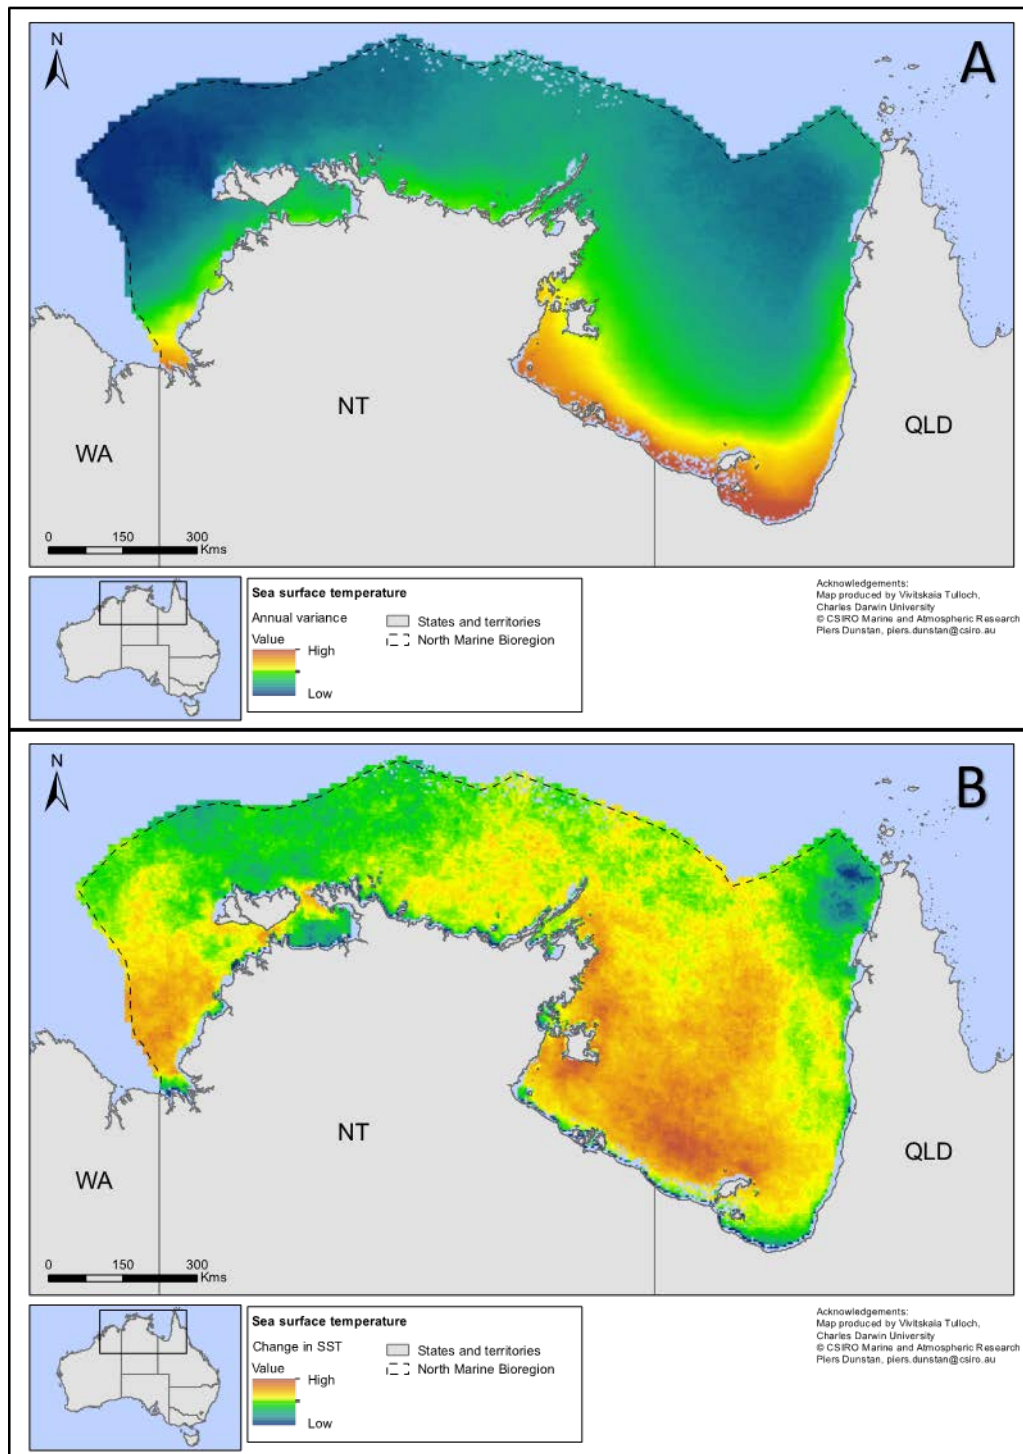 N
A
NT
WA
QLD
0 150 300
Kms
Sea surface temperature
Annual variance
Value
High
Low
States and territories
North Marine Bioregion
Acknowledgements:
Map produced by Vivitskaia Tulloch,
Charles Darwin University
© CSIRO Marine and Atmospheric Research
Piers Dunstan, piers.dunstan@csiro.au
N
B
NT
WA
QLD
0 150 300
Kms
Sea surface temperature
Change in SST
Value
High
Low
States and territories
North Marine Bioregion
Acknowledgements:
Map produced by Vivitskaia Tulloch,
Charles Darwin University
© CSIRO Marine and Atmospheric Research
Piers Dunstan, piers.dunstan@csiro.au